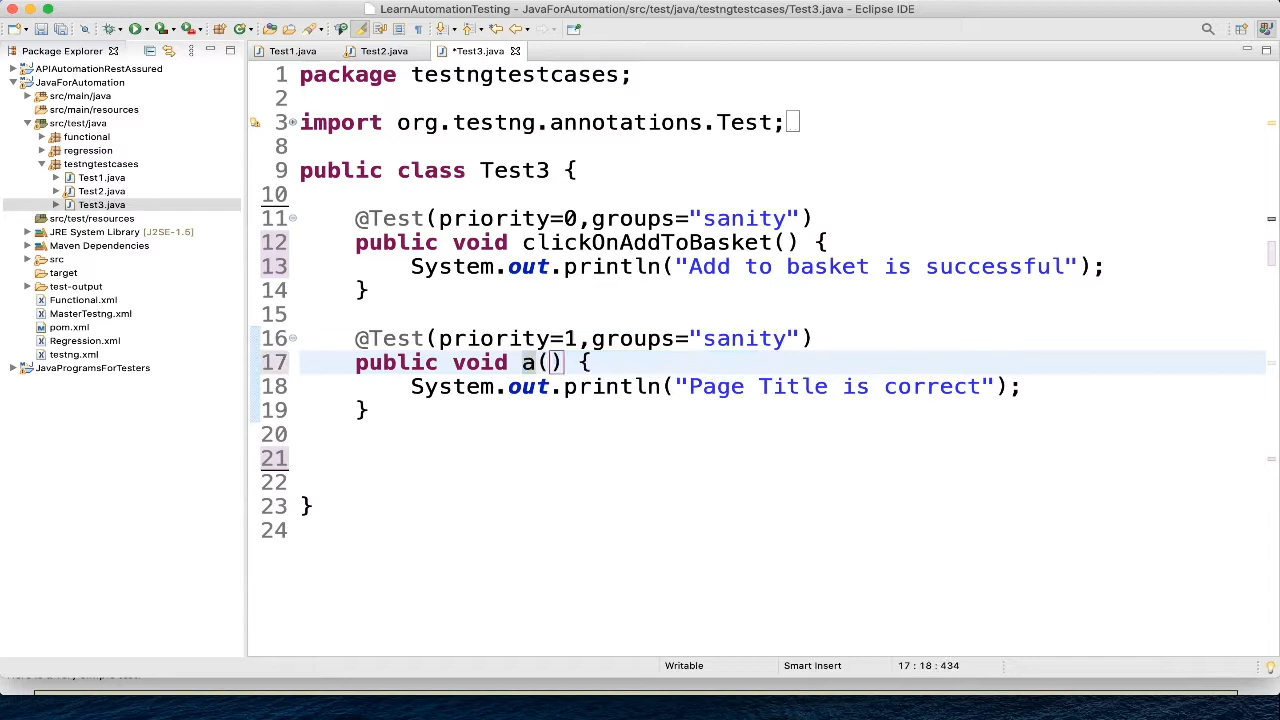 LearnAutomationTesting - JavaForAutomation/src/test/java/testngtestcases/Test3.java - Eclipse IDE
Package Explorer
Test1.java
Test2.java
*Test3.java
APIAutomationRestAssured
JavaForAutomation
src/main/java
src/main/resources
src/test/java
functional
regression
testngtestcases
Test1.java
Test2.java
Test3.java
src/test/resources
JRE System Library [J2SE-1.5]
Maven Dependencies
src
target
test-output
Functional.xml
MasterTestng.xml
pom.xml
Regression.xml
testng.xml
JavaProgramsForTesters
1 package testngtestcases;
2
3 import org.testng.annotations.Test;
8
9 public class Test3 {
10
11 @Test(priority=0,groups="sanity")
12 public void clickOnAddToBasket() {
13 System.out.println("Add to basket is successful");
14 }
15
16 @Test(priority=1,groups="sanity")
17 public void a() {
18 System.out.println("Page Title is correct");
19 }
20
21
22
23 }
24
Writable
Smart Insert
17 : 18 : 434